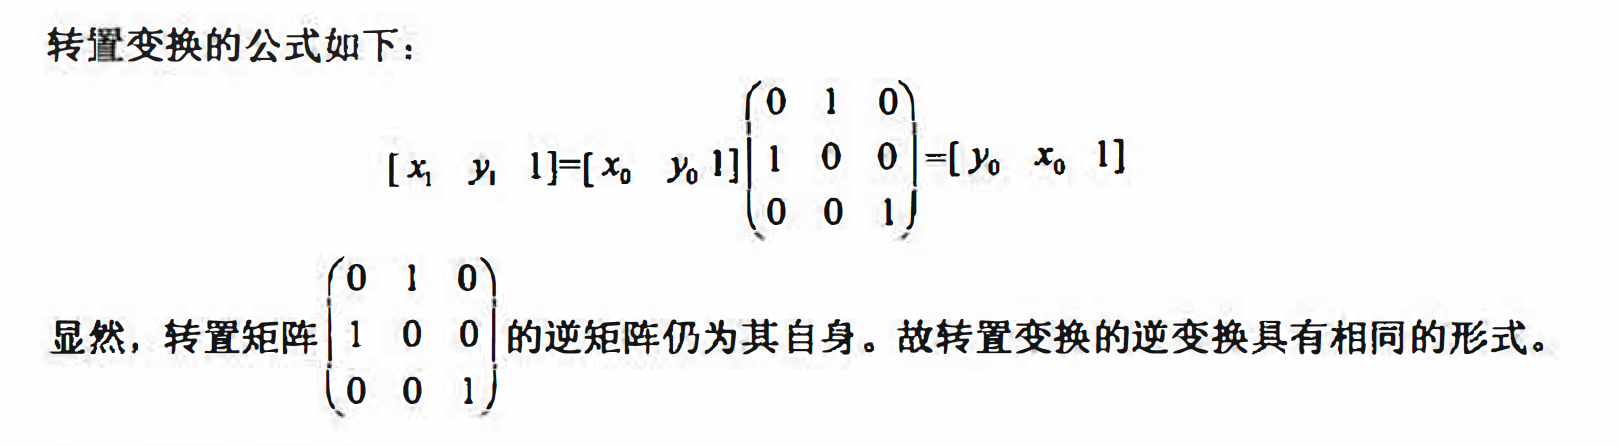 转置变换的公式如下：
$[x_1 \quad y_1 \quad 1]=[x_0 \quad y_0 \ 1]\begin{pmatrix}0 & 1 & 0\\1 & 0 & 0\\0 & 0 & 1\end{pmatrix}=[y_0 \quad x_0 \quad 1]$
显然，转置矩阵$\begin{pmatrix}0 & 1 & 0\\1 & 0 & 0\\0 & 0 & 1\end{pmatrix}$的逆矩阵仍为其自身。故转置变换的逆变换具有相同的形式。